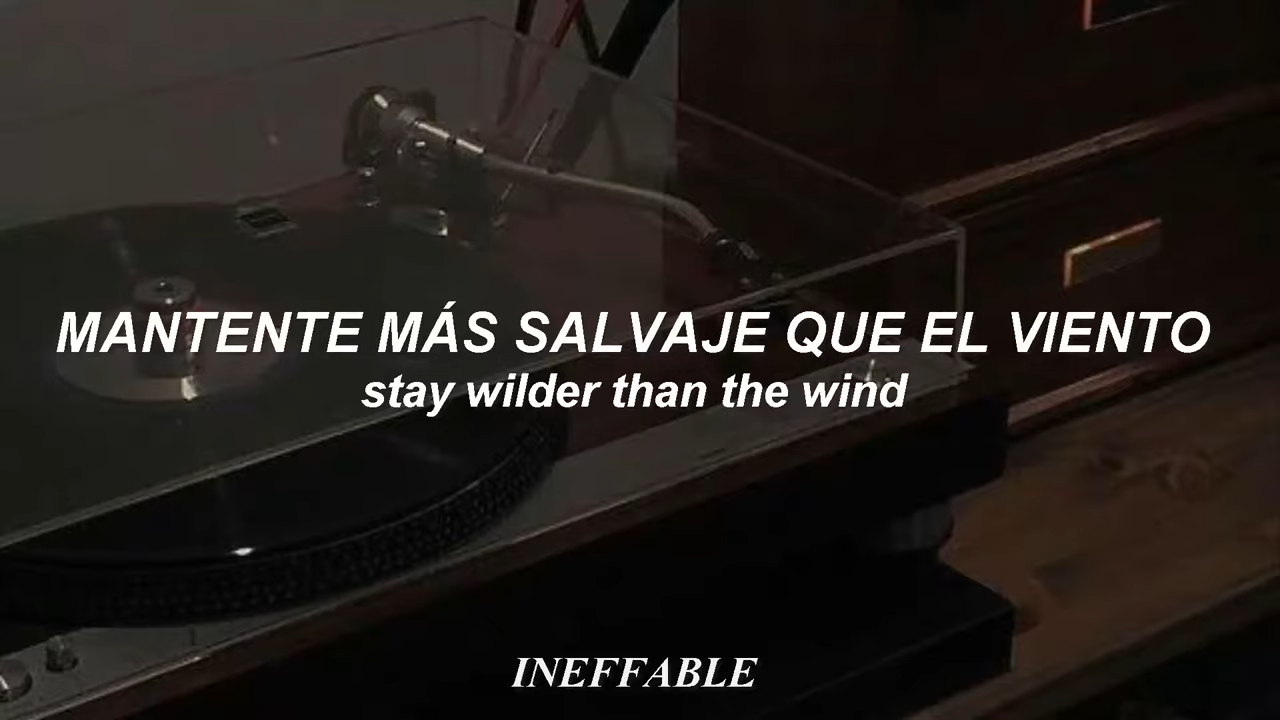 MANTENTE MÁS SALVAJE QUE EL VIENTO
stay wilder than the wind
INEFFABLE